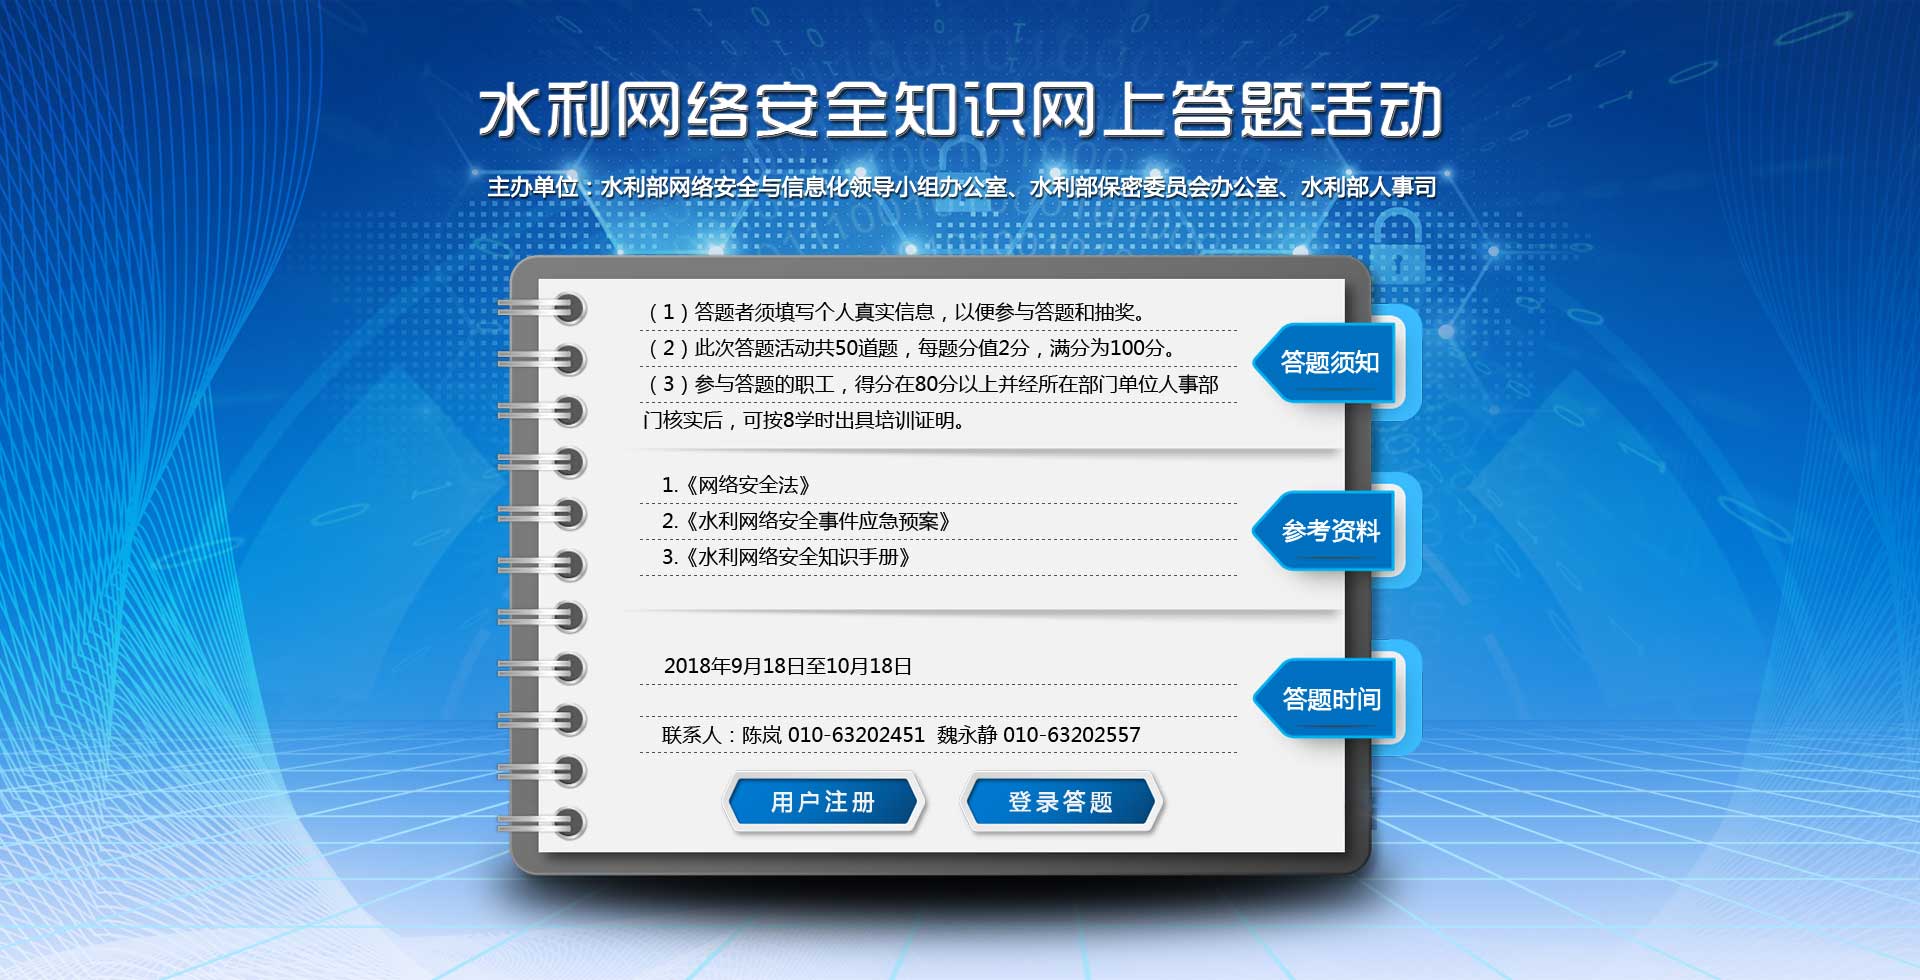 水利网络安全知识网上答题活动
主办单位：水利部网络安全与信息化领导小组办公室、水利部保密委员会办公室、水利部人事司
（1）答题者须填写个人真实信息，以便参与答题和抽奖。
（2）此次答题活动共50道题，每题分值2分，满分为100分。
（3）参与答题的职工，得分在80分以上并经所在部门单位人事部
门核实后，可按8学时出具培训证明。
答题须知
1.《网络安全法》
2.《水利网络安全事件应急预案》
3.《水利网络安全知识手册》
参考资料
2018年9月18日至10月18日
答题时间
联系人：陈岚 010-63202451  魏永静 010-63202557
用户注册
登录答题